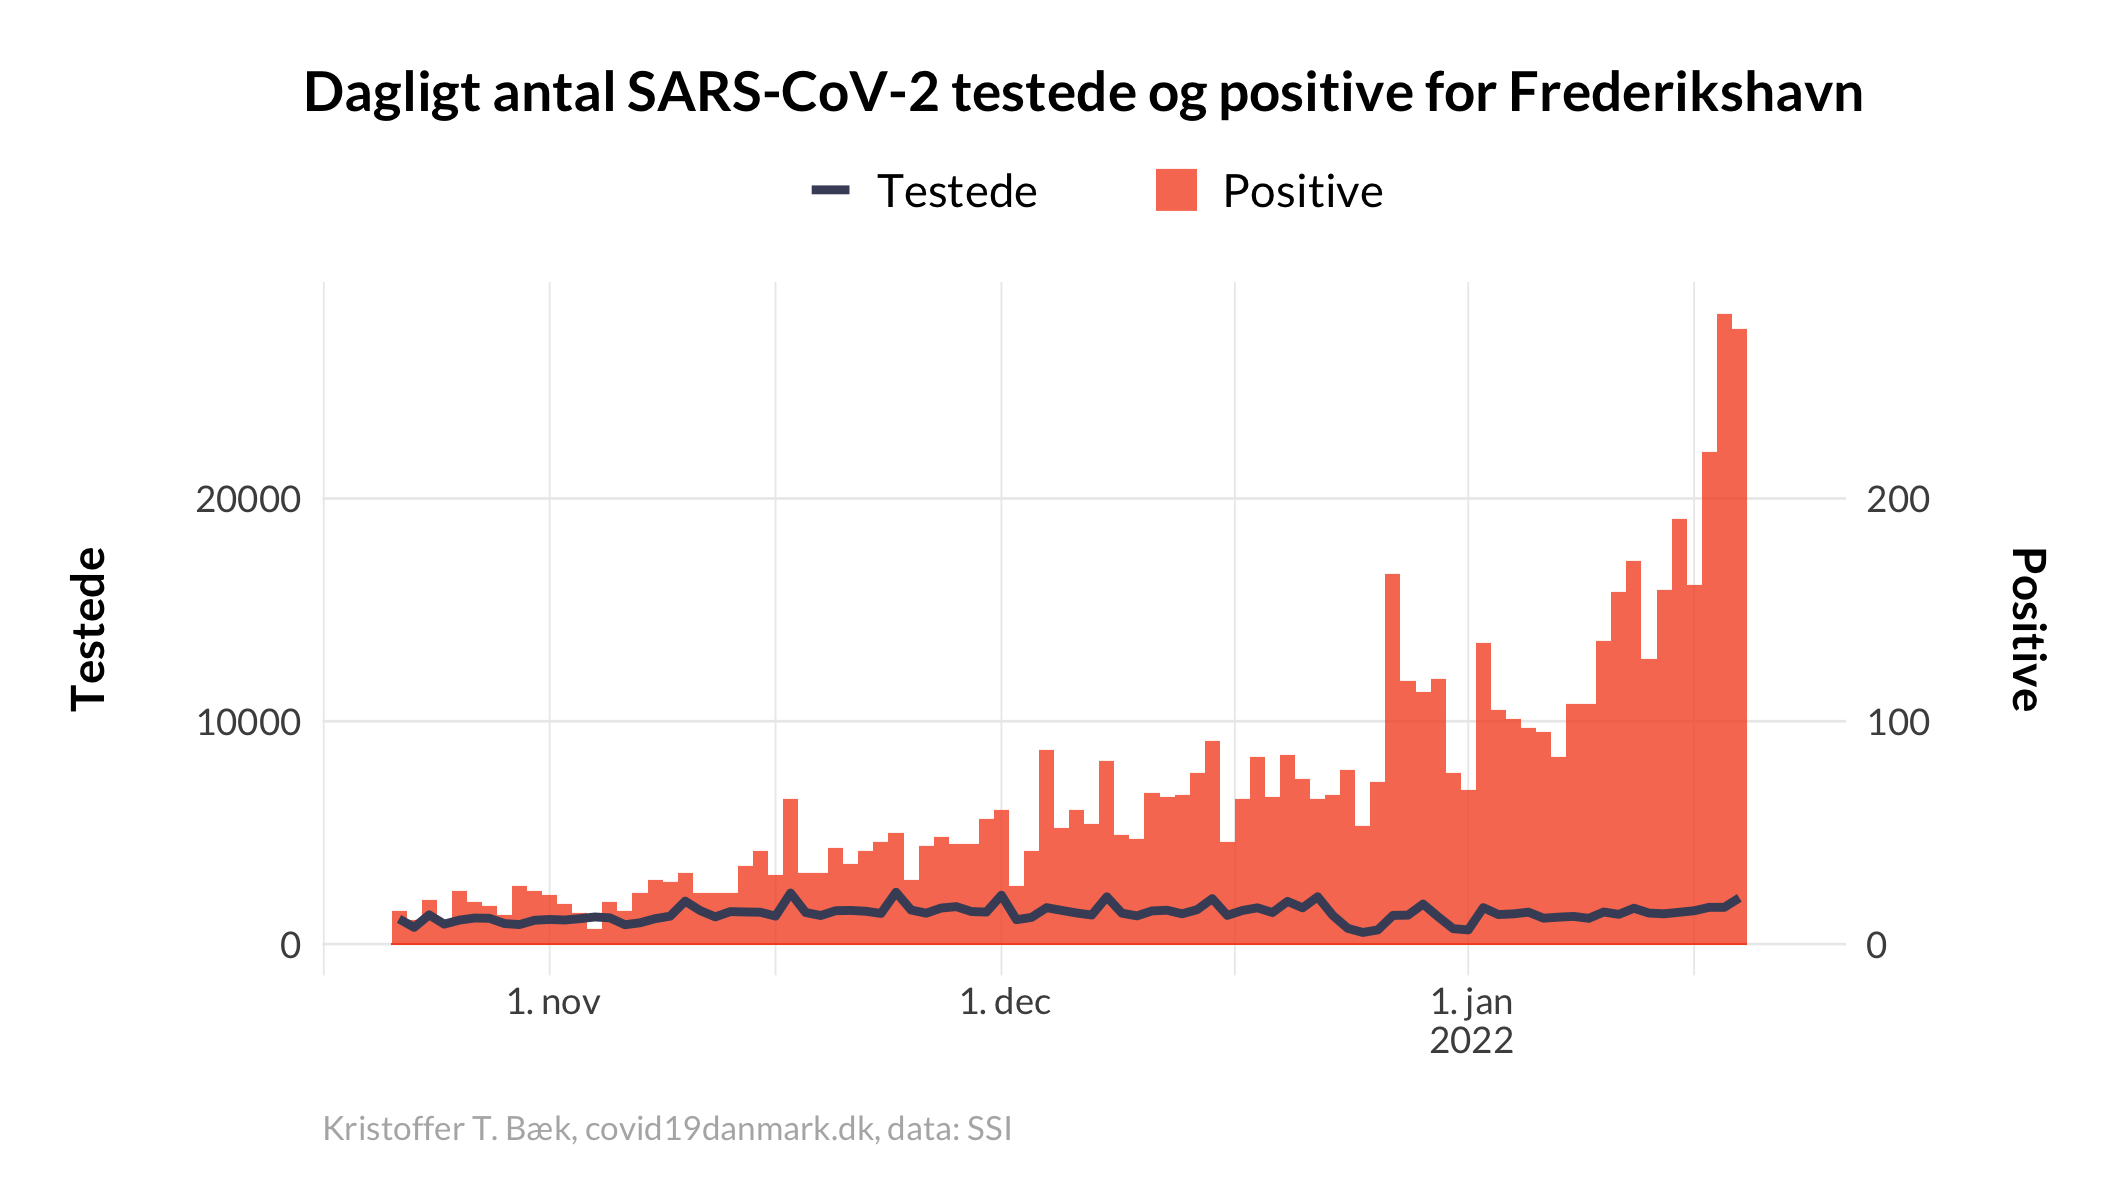 Dagligt antal SARS-CoV-2 testede og positive for Frederikshavn
Testede
Positive
Testede
20000
10000
0
200
100
0
Positive
1. nov
1. dec
1. jan
2022
Kristoffer T. Bæk, covid19danmark.dk, data: SSI